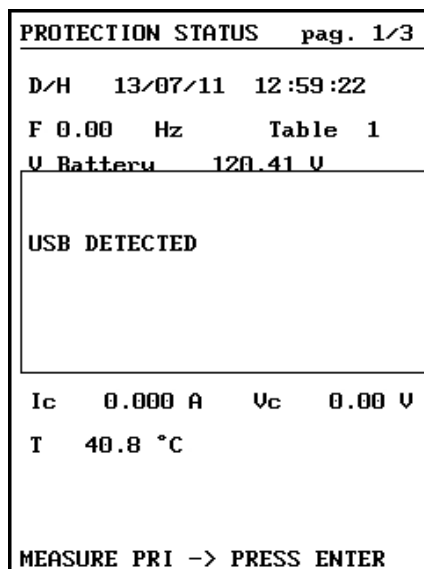 PROTECTION STATUS pag. 1/3
D/H 13/07/11 12:59:22
F 0.00 Hz Table 1
V Battery 120.41 V
USB DETECTED
Ic 0.000 A Vc 0.00 V
T 40.8 °C
MEASURE PRI -> PRESS ENTER